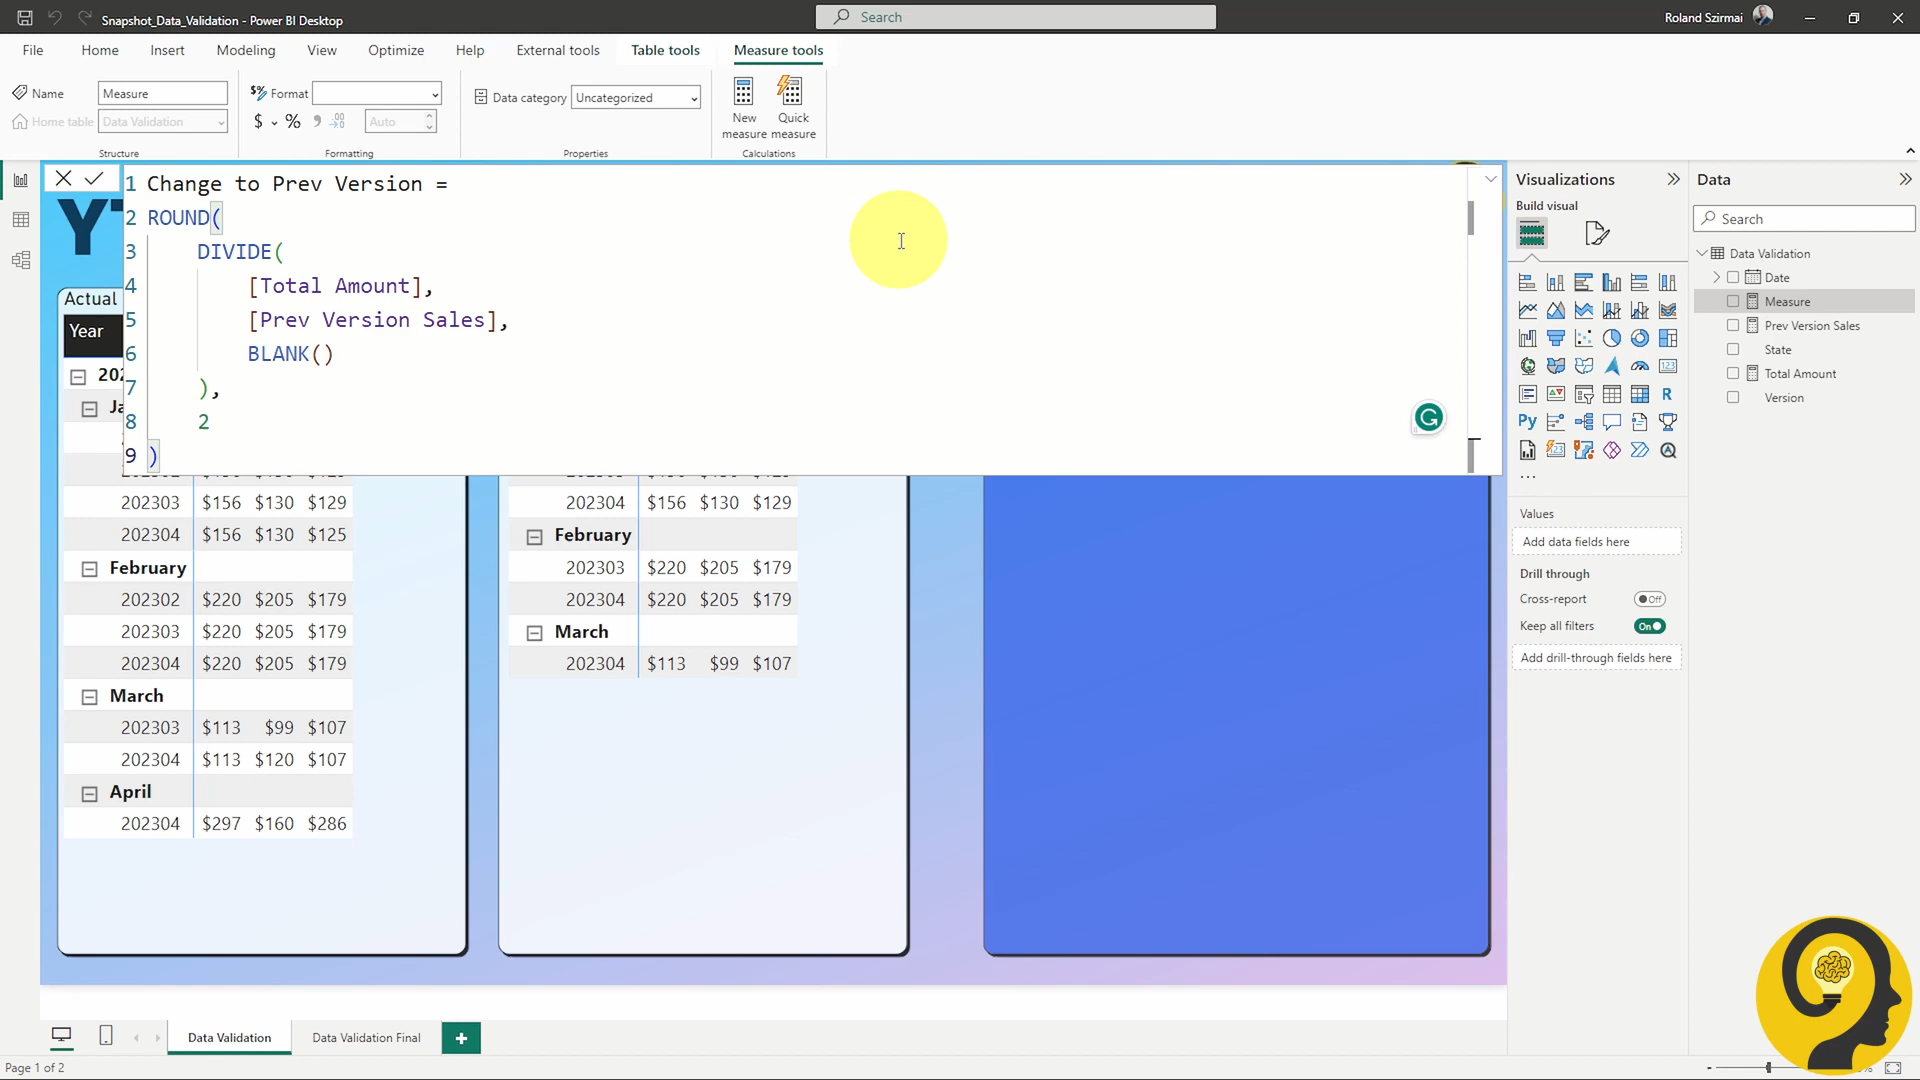 Snapshot_Data_Validation - Power BI Desktop
Search
Roland Szirmai
File Home Insert Modeling View Optimize Help External tools Table tools Measure tools
Name Measure
Home table Data Validation
Structure
Format
$ % Auto
Formatting
Data category Uncategorized
Properties
New measure
Quick measure
Calculations
1 Change to Prev Version =
2 ROUND(
3 DIVIDE(
4 [Total Amount],
5 [Prev Version Sales],
6 BLANK()
7 ),
8 2
9 )
YT
Actual
Year
202
Ja
202303 $156 $130 $129
202304 $156 $130 $125
February
202302 $220 $205 $179
202303 $220 $205 $179
202304 $220 $205 $179
March
202303 $113 $99 $107
202304 $113 $120 $107
April
202304 $297 $160 $286
202304 $156 $130 $129
February
202303 $220 $205 $179
202304 $220 $205 $179
March
202304 $113 $99 $107
Visualizations
Build visual
123
R
Py
123
...
Values
Add data fields here
Drill through
Cross-report Off
Keep all filters On
Add drill-through fields here
Data
Search
Data Validation
Date
Measure
Prev Version Sales
State
Total Amount
Version
Data Validation
Data Validation Final
Page 1 of 2